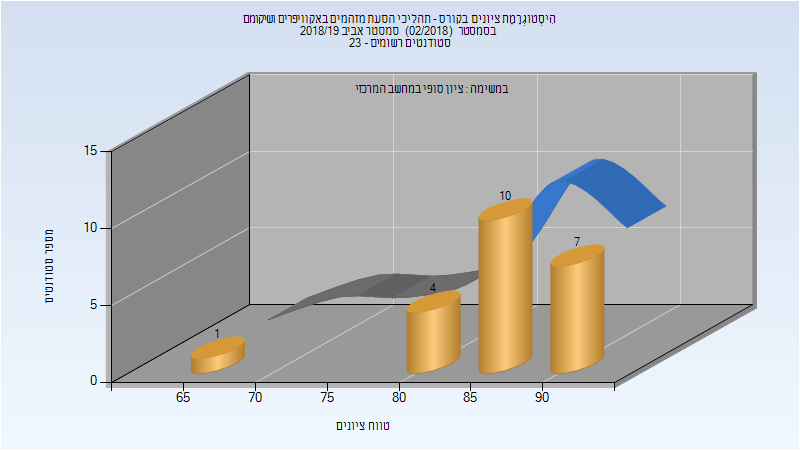 היסטוגרמת ציונים בקורס - תהליכי הסעת מזהמים באקוויפרים ושיקומם
בסמסטר (02/2018) סמסטר אביב 2018/19
סטודנטים רשומים - 23
במשימה : ציון סופי במחשב המרכזי
מספר סטודנטים
15
10
5
0
1
4
10
7
65
70
75
80
85
90
טווח ציונים